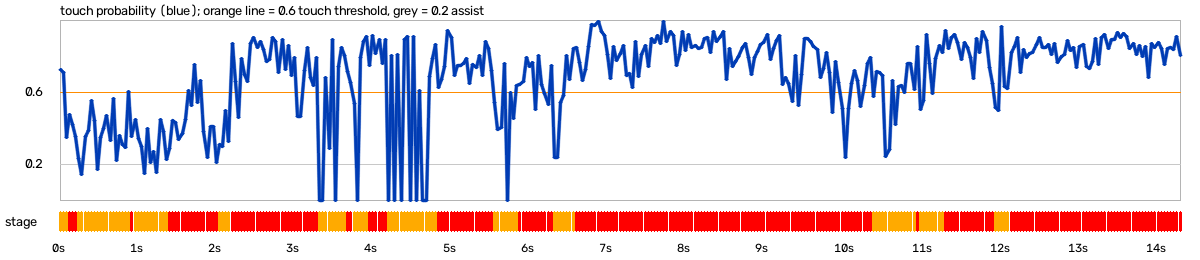 touch probability (blue); orange line = 0.6 touch threshold, grey = 0.2 assist
0.6
0.2
stage
0s 1s 2s 3s 4s 5s 6s 7s 8s 9s 10s 11s 12s 13s 14s